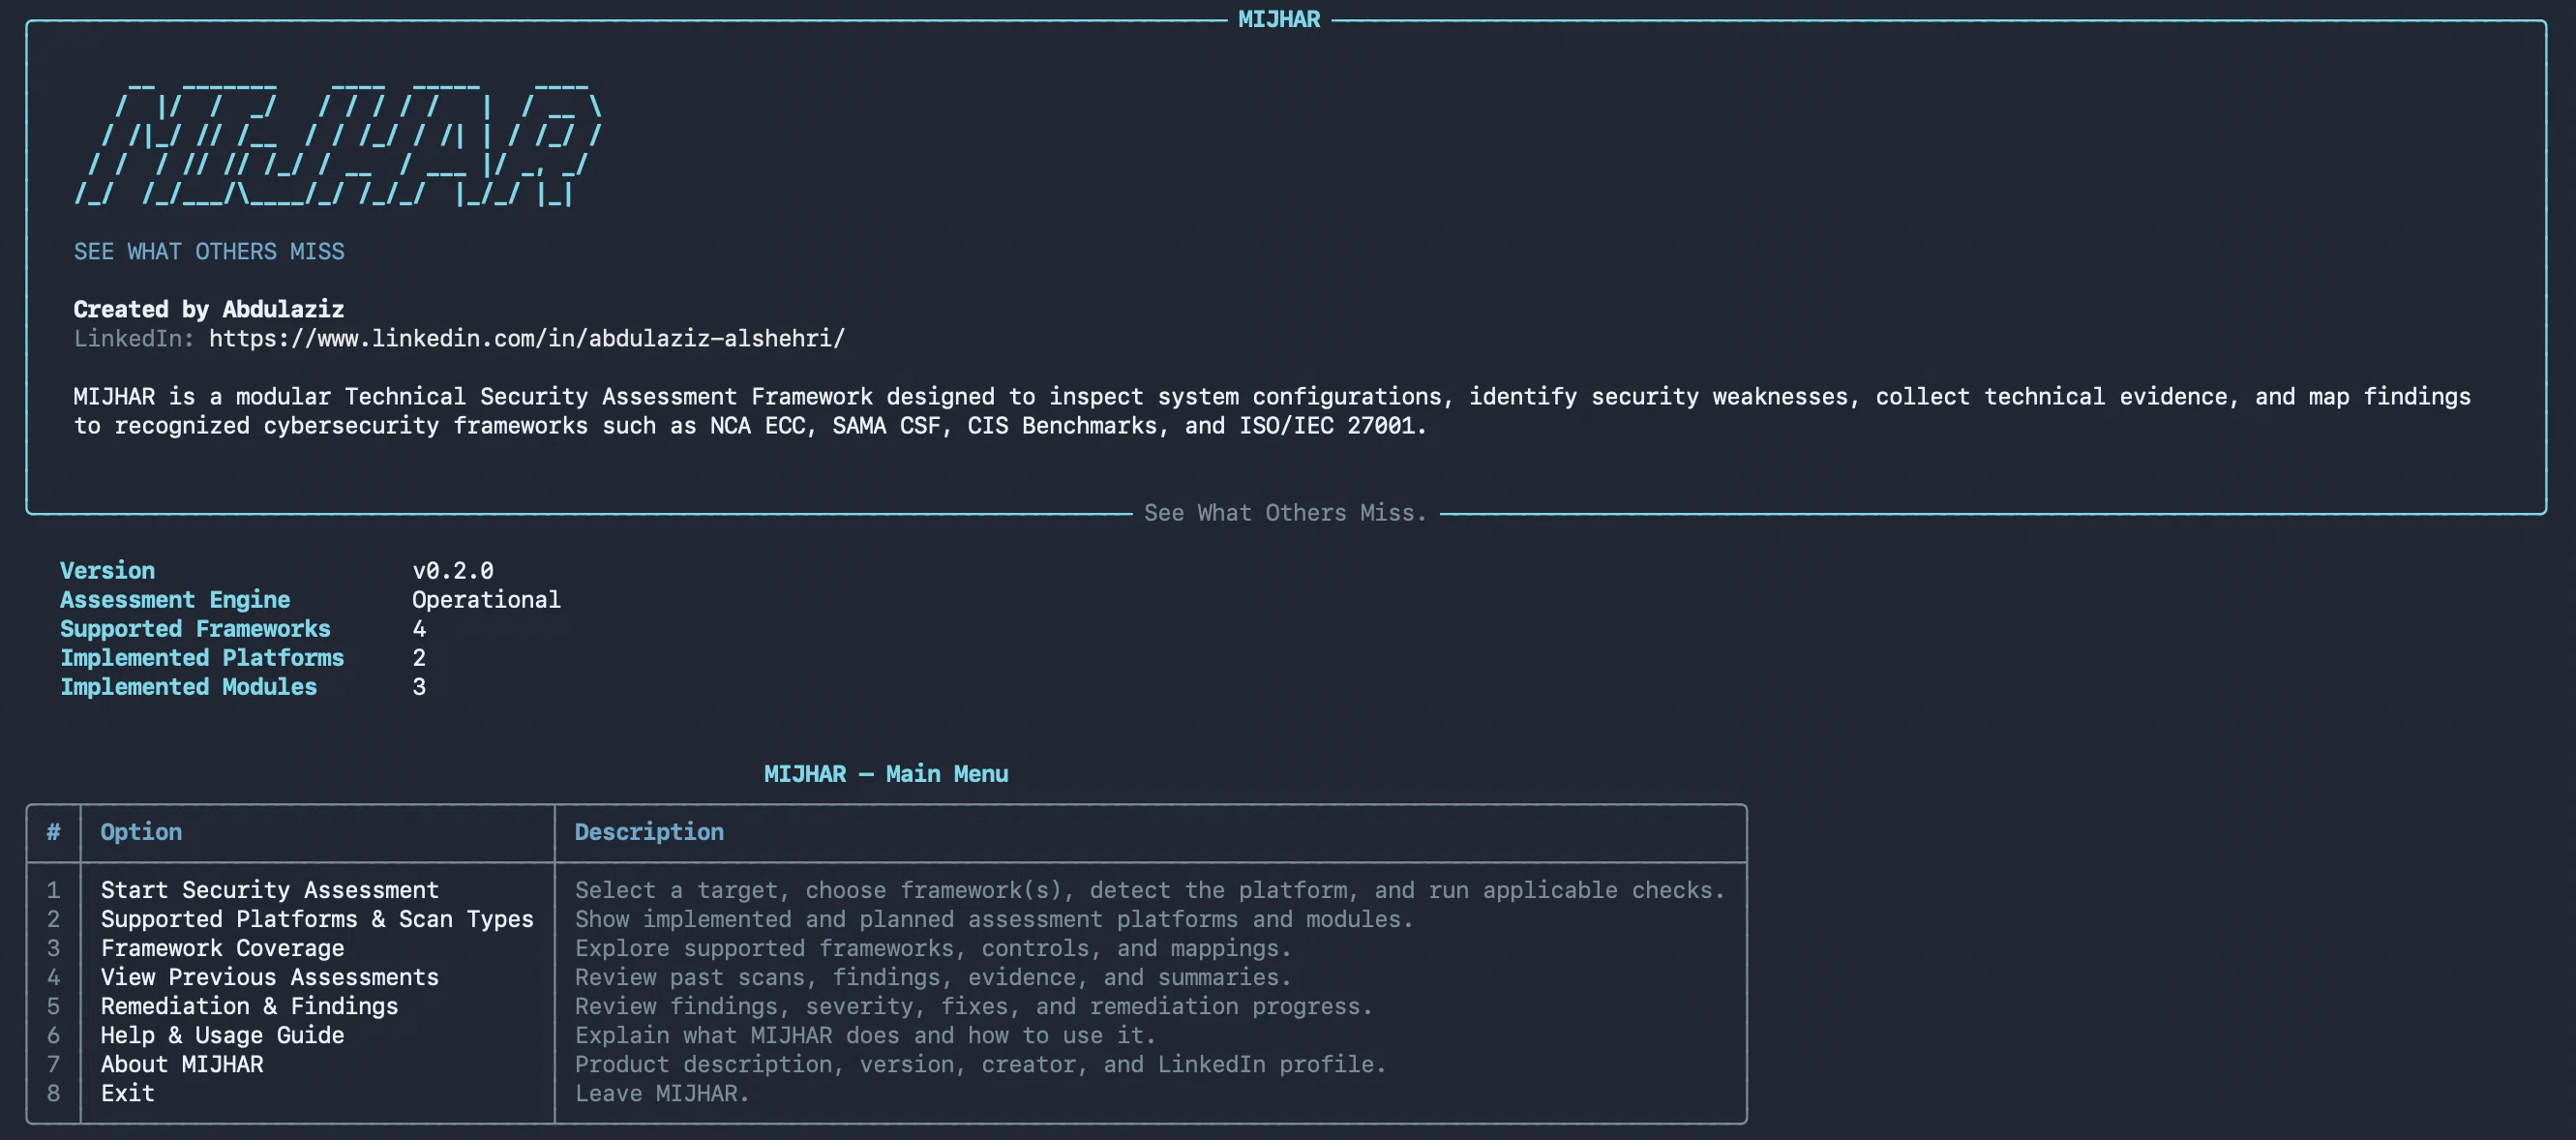 MIJHAR
MIJHAR
SEE WHAT OTHERS MISS
Created by Abdulaziz
LinkedIn: https://www.linkedin.com/in/abdulaziz-alshehri/
MIJHAR is a modular Technical Security Assessment Framework designed to inspect system configurations, identify security weaknesses, collect technical evidence, and map findings
to recognized cybersecurity frameworks such as NCA ECC, SAMA CSF, CIS Benchmarks, and ISO/IEC 27001.
See What Others Miss.
Version v0.2.0
Assessment Engine Operational
Supported Frameworks 4
Implemented Platforms 2
Implemented Modules 3
MIJHAR — Main Menu
# Option Description
1 Start Security Assessment Select a target, choose framework(s), detect the platform, and run applicable checks.
2 Supported Platforms & Scan Types Show implemented and planned assessment platforms and modules.
3 Framework Coverage Explore supported frameworks, controls, and mappings.
4 View Previous Assessments Review past scans, findings, evidence, and summaries.
5 Remediation & Findings Review findings, severity, fixes, and remediation progress.
6 Help & Usage Guide Explain what MIJHAR does and how to use it.
7 About MIJHAR Product description, version, creator, and LinkedIn profile.
8 Exit Leave MIJHAR.